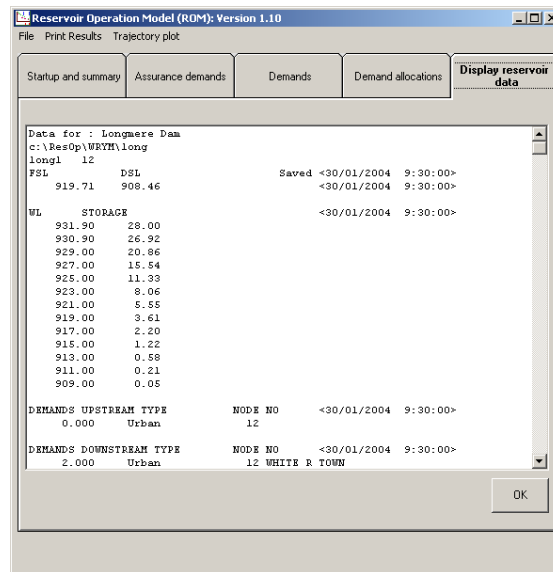 Reservoir Operation Model (ROM): Version 1.10
File Print Results Trajectory plot
Startup and summary Assurance demands Demands Demand allocations Display reservoir data
Data for : Longmere Dam
c:\ResOp\WRYM\long
long1 12
FSL DSL Saved <30/01/2004 9:30:00>
919.71 908.46 <30/01/2004 9:30:00>
WL STORAGE <30/01/2004 9:30:00>
931.90 28.00
930.90 26.92
929.00 20.86
927.00 15.54
925.00 11.33
923.00 8.06
921.00 5.55
919.00 3.61
917.00 2.20
915.00 1.22
913.00 0.58
911.00 0.21
909.00 0.05
DEMANDS UPSTREAM TYPE NODE NO <30/01/2004 9:30:00>
0.000 Urban 12
DEMANDS DOWNSTREAM TYPE NODE NO <30/01/2004 9:30:00>
2.000 Urban 12 WHITE R TOWN
OK